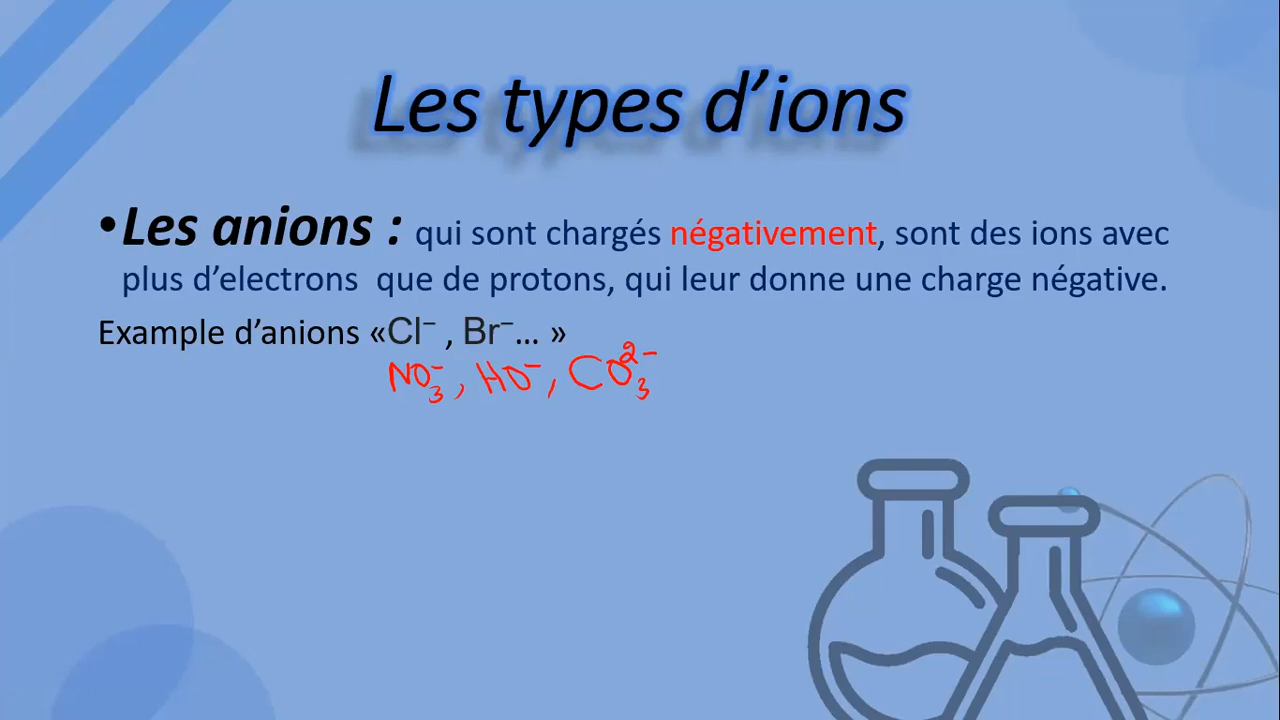 Les types d’ions
•Les anions : qui sont chargés négativement, sont des ions avec
plus d’electrons que de protons, qui leur donne une charge négative.
Example d’anions «Cl⁻ , Br⁻... »
NO₃⁻, HO⁻, CO₃²⁻